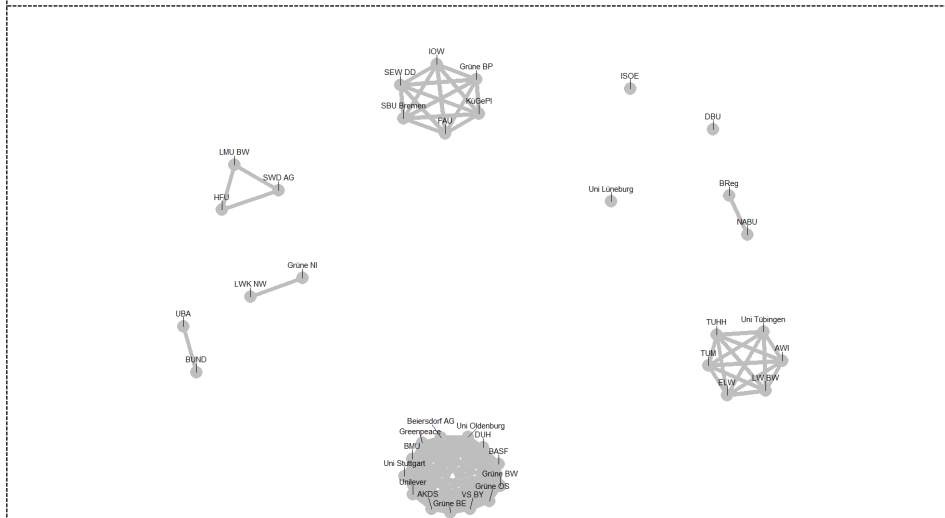 IOW
SEW DD
Grüne BP
SBU Bremen
KüGePl
FAU
ISOE
DBU
LMU BW
SWD AG
HFU
Uni Lüneburg
BReg
NABU
Grüne NI
LWK NW
UBA
BUND
TUHH
Uni Tübingen
TUM
AWI
ELW
LW BW
Beiersdorf AG
Uni Oldenburg
Greenpeace
DUH
BMU
BASF
Uni Stuttgart
Grüne BW
Unilever
Grüne OS
AKDS
VS BY
Grüne BE